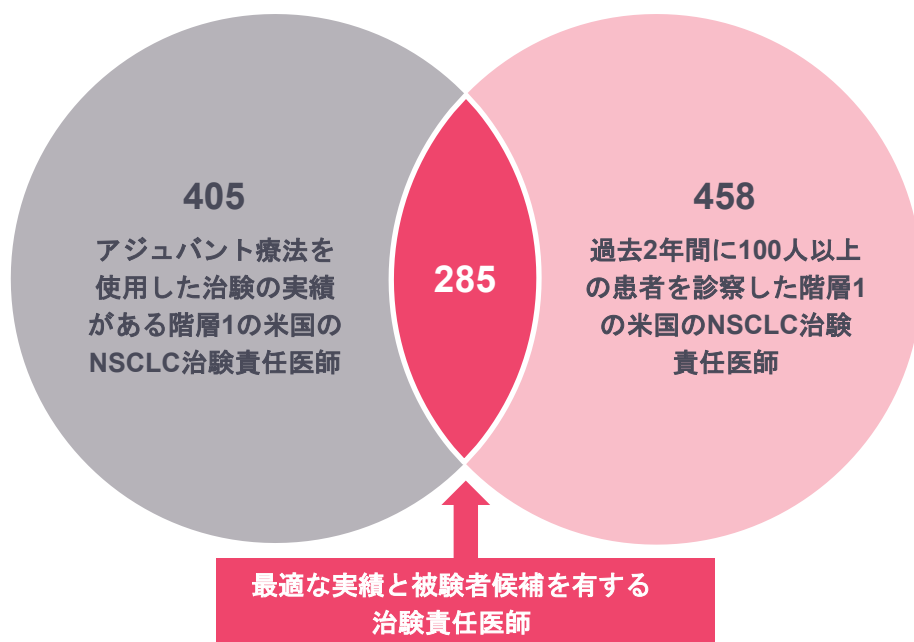 405
アジュバント療法を
使用した治験の実績
がある階層1の米国の
NSCLC治験責任医師
285
458
過去2年間に100人以上
の患者を診察した階層1
の米国のNSCLC治験
責任医師
最適な実績と被験者候補を有する
治験責任医師